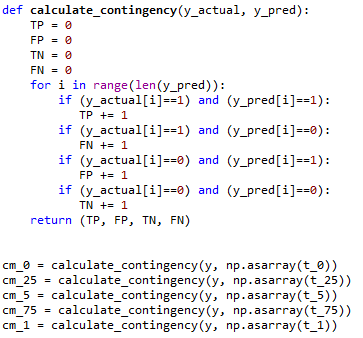 def calculate_contingency(y_actual, y_pred):
    TP = 0
    FP = 0
    TN = 0
    FN = 0
    for i in range(len(y_pred)):
        if (y_actual[i]==1) and (y_pred[i]==1):
           TP += 1
        if (y_actual[i]==1) and (y_pred[i]==0):
           FN += 1
        if (y_actual[i]==0) and (y_pred[i]==1):
           FP += 1
        if (y_actual[i]==0) and (y_pred[i]==0):
           TN += 1
    return (TP, FP, TN, FN)
cm_0 = calculate_contingency(y, np.asarray(t_0))
cm_25 = calculate_contingency(y, np.asarray(t_25))
cm_5 = calculate_contingency(y, np.asarray(t_5))
cm_75 = calculate_contingency(y, np.asarray(t_75))
cm_1 = calculate_contingency(y, np.asarray(t_1))